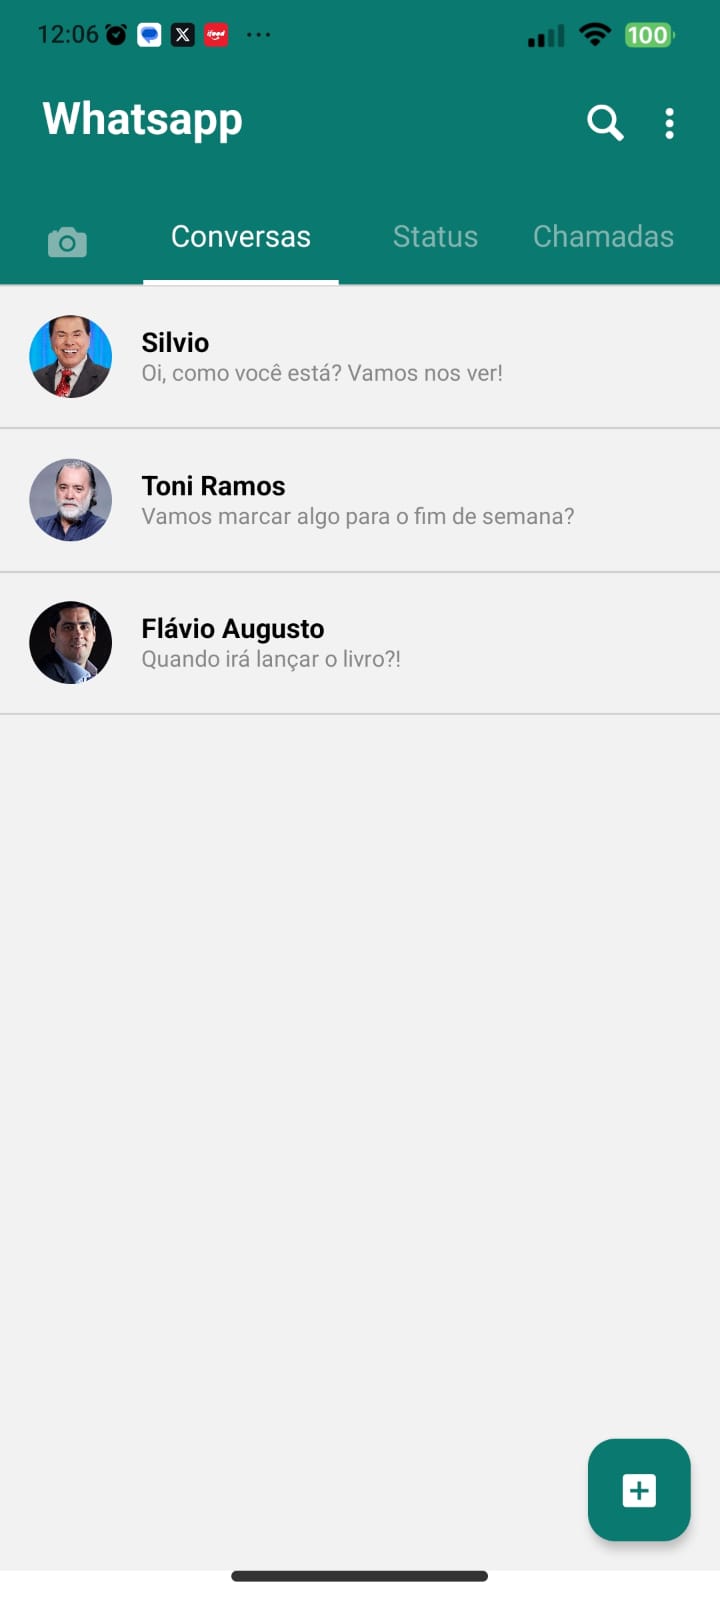 12:06
ifood
100
Whatsapp
Conversas
Status
Chamadas
Silvio
Oi, como você está? Vamos nos ver!
Toni Ramos
Vamos marcar algo para o fim de semana?
Flávio Augusto
Quando irá lançar o livro?!